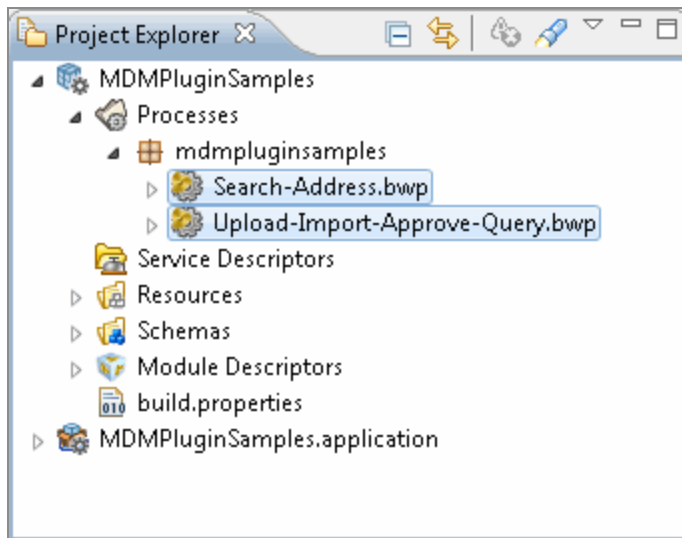 Project Explorer
MDMPluginSamples
Processes
mdmpluginsamples
Search-Address.bwp
Upload-Import-Approve-Query.bwp
Service Descriptors
Resources
Schemas
Module Descriptors
010
build.properties
MDMPluginSamples.application